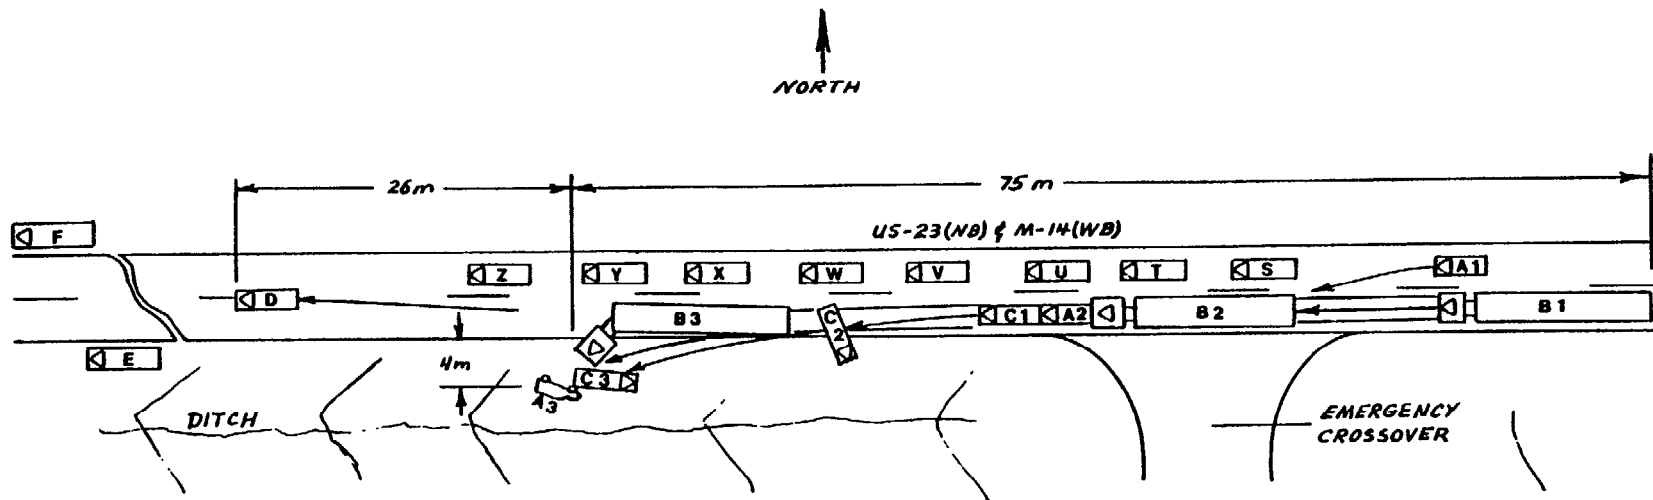 NORTH
26m
75 m
US-23(NB) & M-14(WB)
F
Z
Y
X
W
V
U
T
S
A1
D
B3
C
2
C1
A2
B2
B1
E
4m
C3
A3
DITCH
EMERGENCY
CROSSOVER